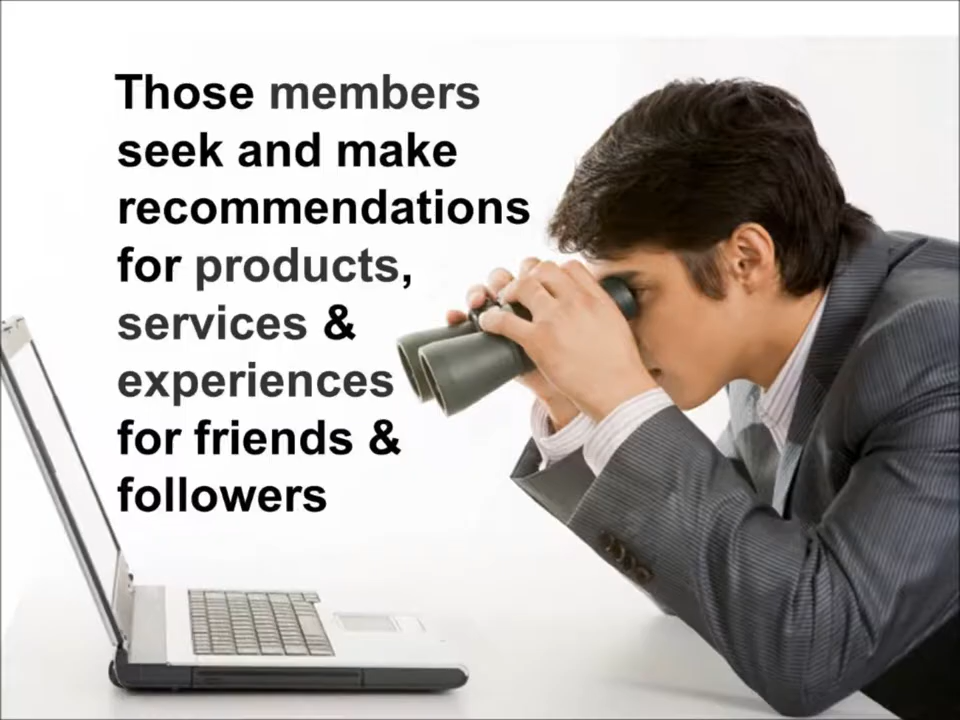 Those members
seek and make
recommendations
for products,
services &
experiences
for friends &
followers